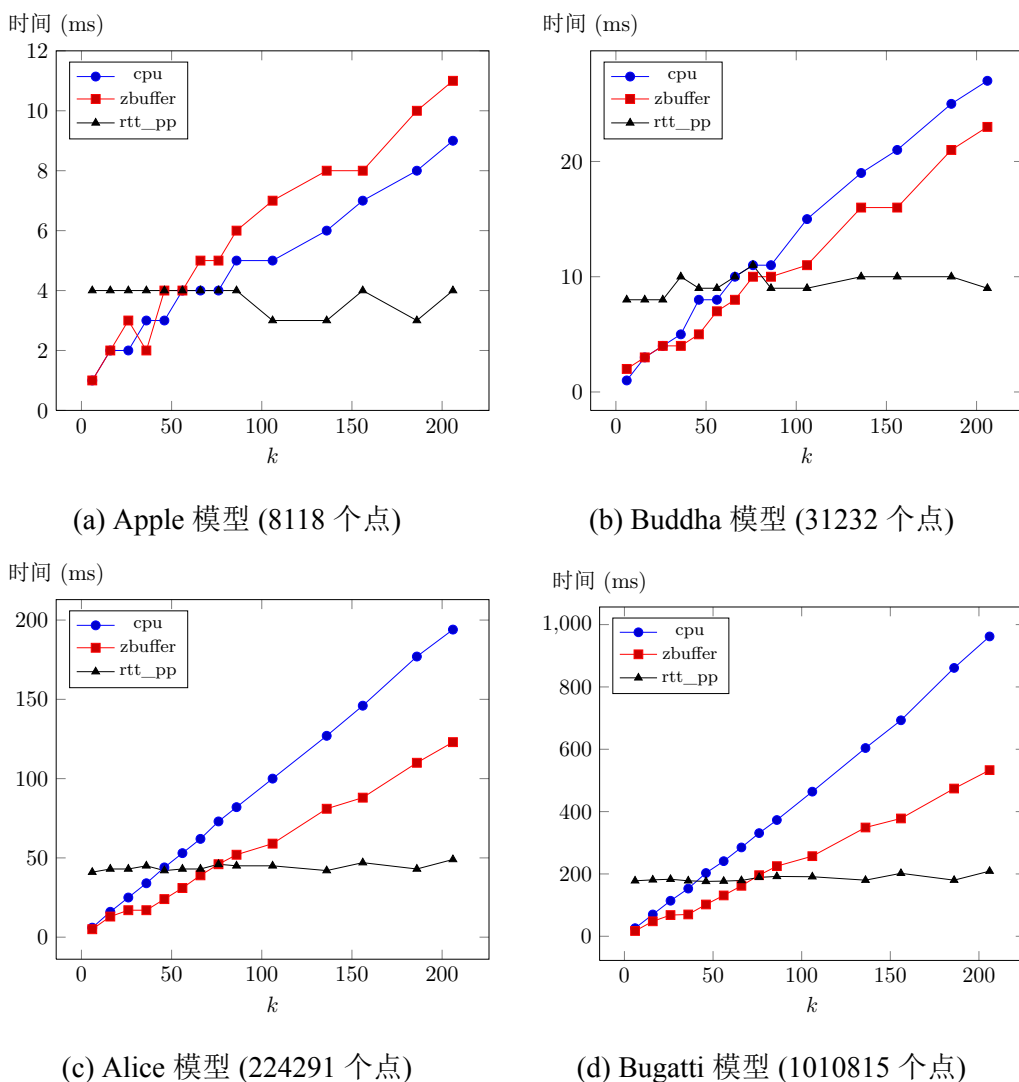 时间 (ms)
12
10
8
6
4
2
0
cpu
zbuffer
rtt_pp
0
50
100
150
200
k
(a) Apple 模型 (8118 个点)
时间 (ms)
20
10
0
cpu
zbuffer
rtt_pp
0
50
100
150
200
k
(b) Buddha 模型 (31232 个点)
时间 (ms)
200
150
100
50
0
cpu
zbuffer
rtt_pp
0
50
100
150
200
k
(c) Alice 模型 (224291 个点)
时间 (ms)
1,000
800
600
400
200
0
cpu
zbuffer
rtt_pp
0
50
100
150
200
k
(d) Bugatti 模型 (1010815 个点)